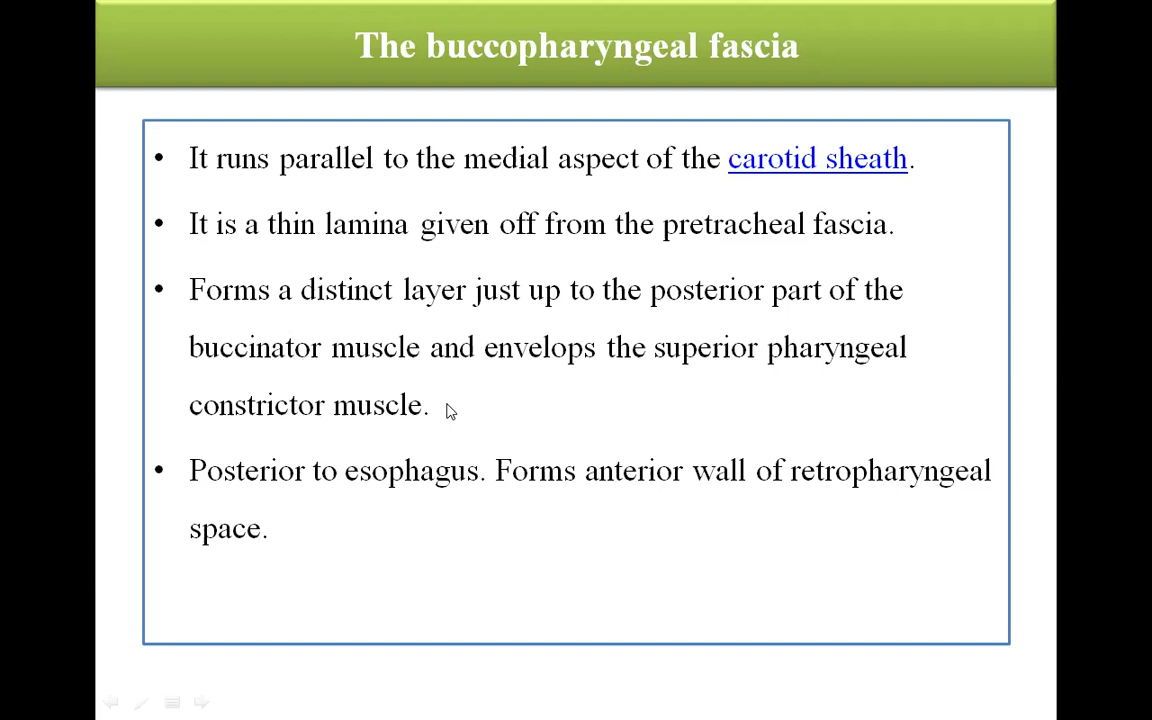 The buccopharyngeal fascia
• It runs parallel to the medial aspect of the carotid sheath.
• It is a thin lamina given off from the pretracheal fascia.
• Forms a distinct layer just up to the posterior part of the
buccinator muscle and envelops the superior pharyngeal
constrictor muscle.
• Posterior to esophagus. Forms anterior wall of retropharyngeal
space.